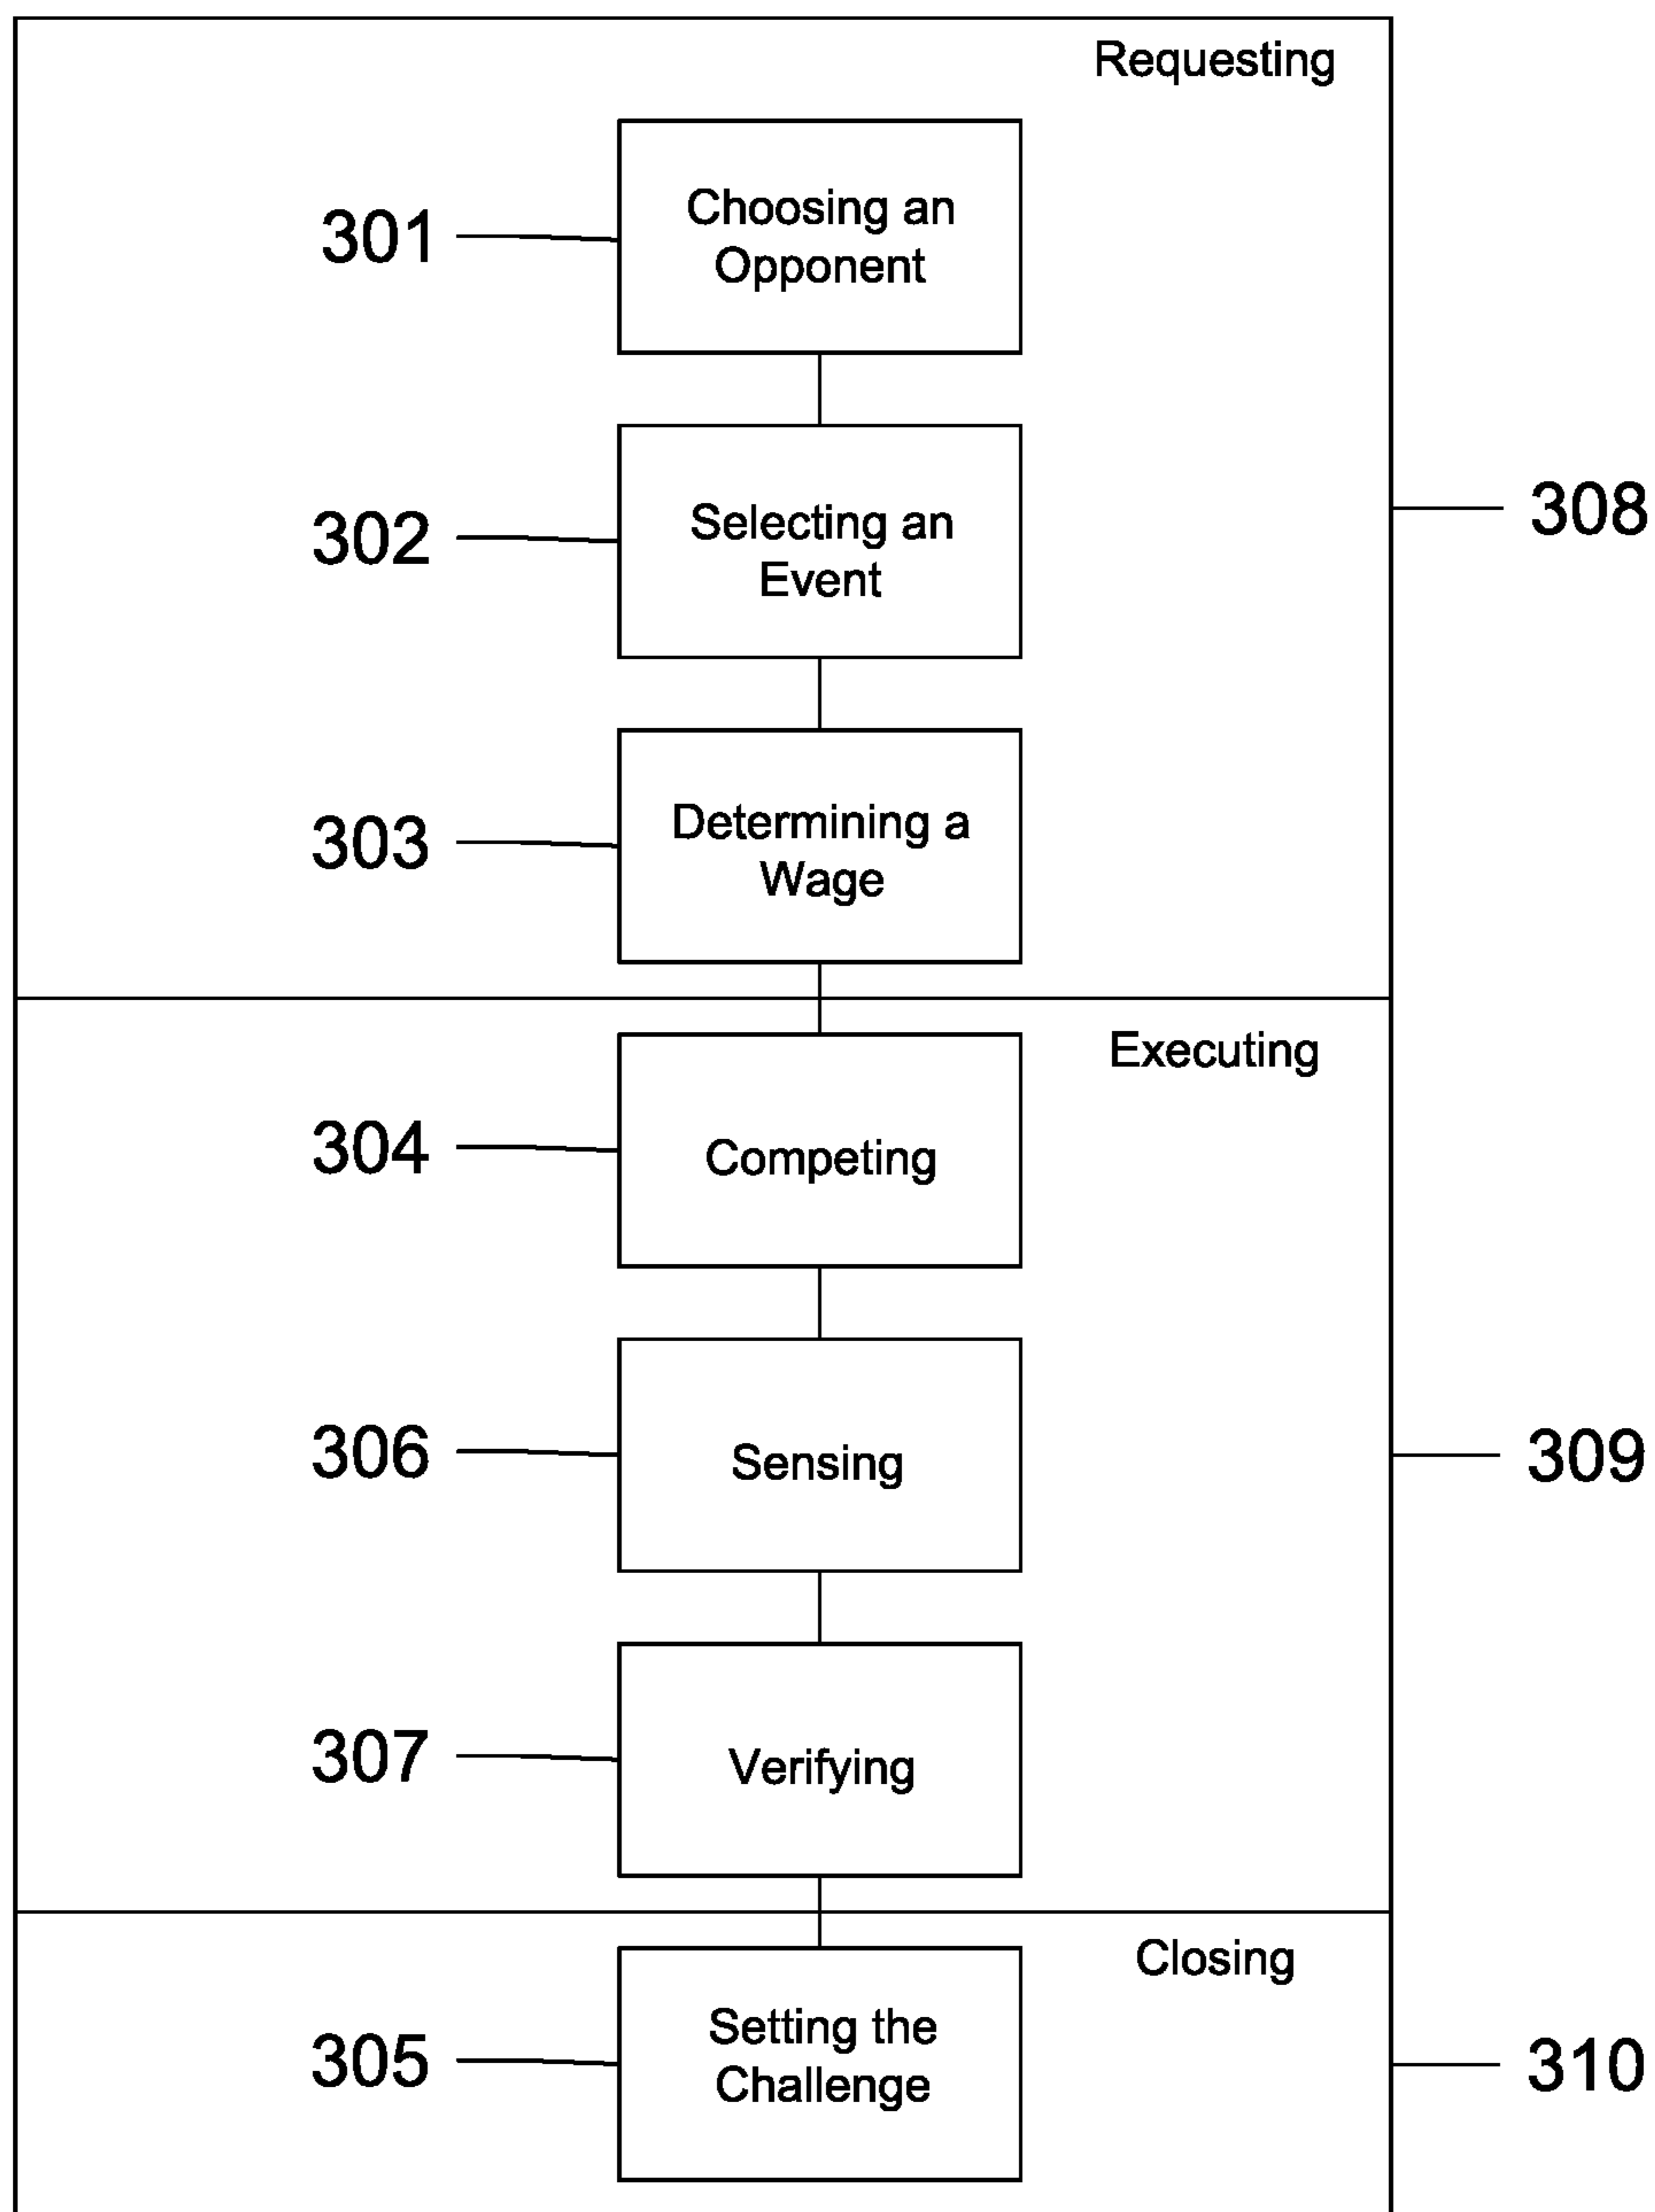 Requesting
301
Choosing an
Opponent
302
Selecting an
Event
308
303
Determining a
Wage
Executing
304
Competing
306
Sensing
309
307
Verifying
Closing
305
Setting the
Challenge
310